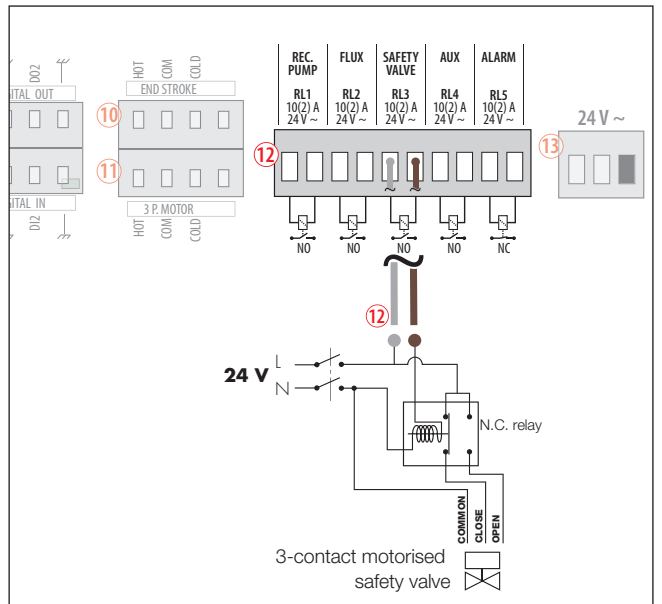 REC. PUMP
FLUX
SAFETY VALVE
AUX
ALARM
RL1
RL2
RL3
RL4
RL5
10(2) A
10(2) A
10(2) A
10(2) A
10(2) A
24 V ~
24 V ~
24 V ~
24 V ~
24 V ~
DO2
HOT
COM
COLD
ITAL OUT
END STROKE
24 V ~
10
12
13
11
ITAL IN
3 P. MOTOR
DI2
HOT
COM
COLD
NO
NO
NO
NO
NC
12
24 V
L
N
N.C. relay
COMMON
CLOSE
OPEN
3-contact motorised
safety valve